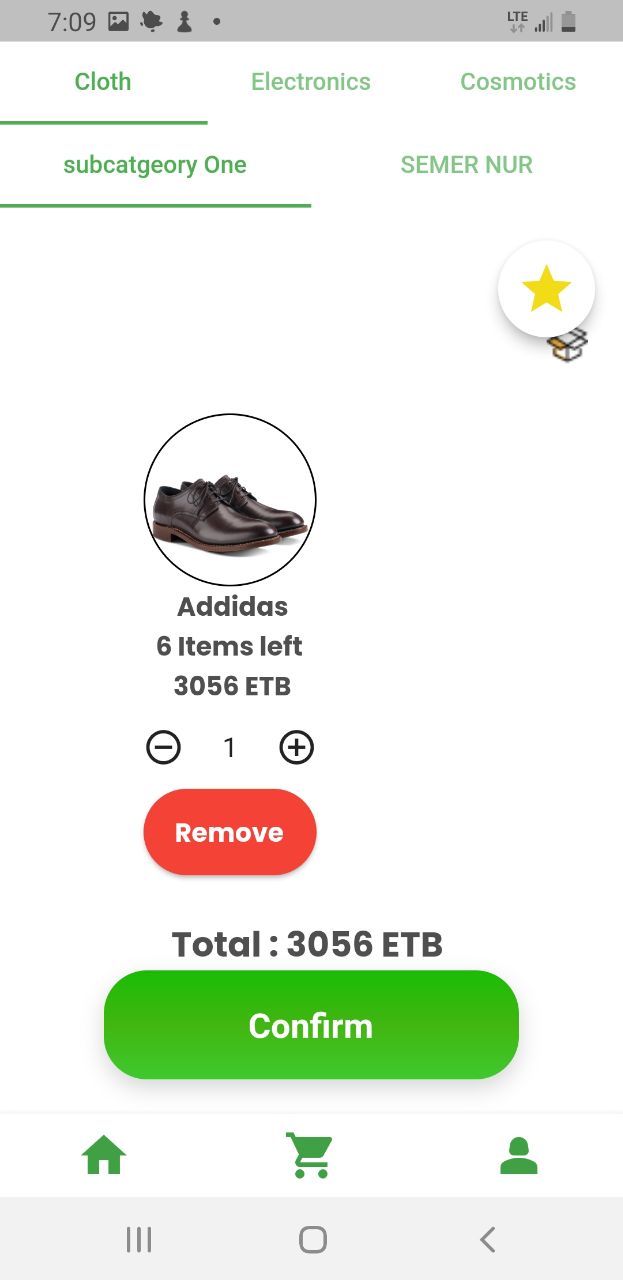 7:09
LTE
Cloth Electronics Cosmotics
subcatgeory One SEMER NUR
Addidas
6 Items left
3056 ETB
1
Remove
Total : 3056 ETB
Confirm